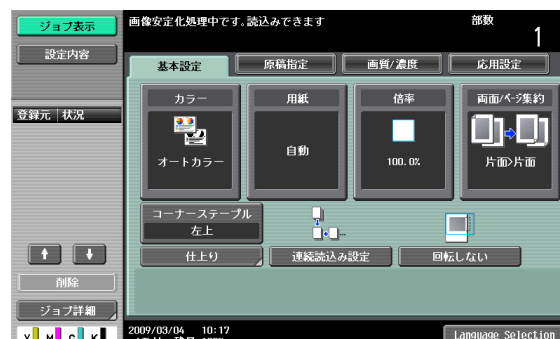 ジョブ表示
画像安定化処理中です。読込みできます
部数
1
設定内容
基本設定
原稿指定
画質/濃度
応用設定
登録元 状況
カラー
用紙
倍率
両面/ページ集約
オートカラー
自動
100.0%
片面>片面
コーナーステープル
左上
仕上り
連続読込み設定
回転しない
削除
ジョブ詳細
2009/03/04 10:17
Y M C K
Language Selection